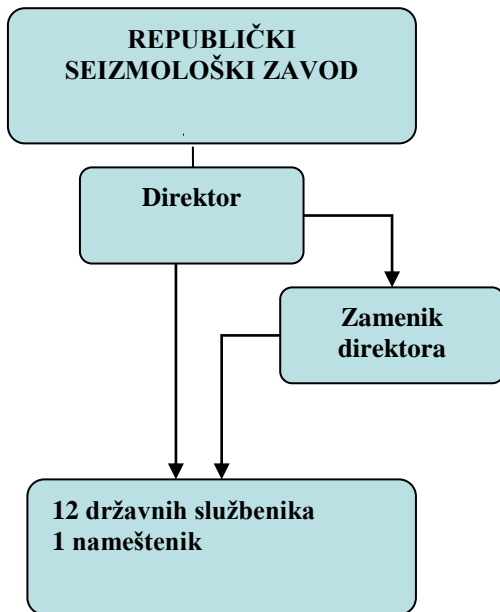 REPUBLIČKI
SEIZMOLOŠKI ZAVOD
Direktor
Zamenik
direktora
12 državnih službenika
1 nameštenik